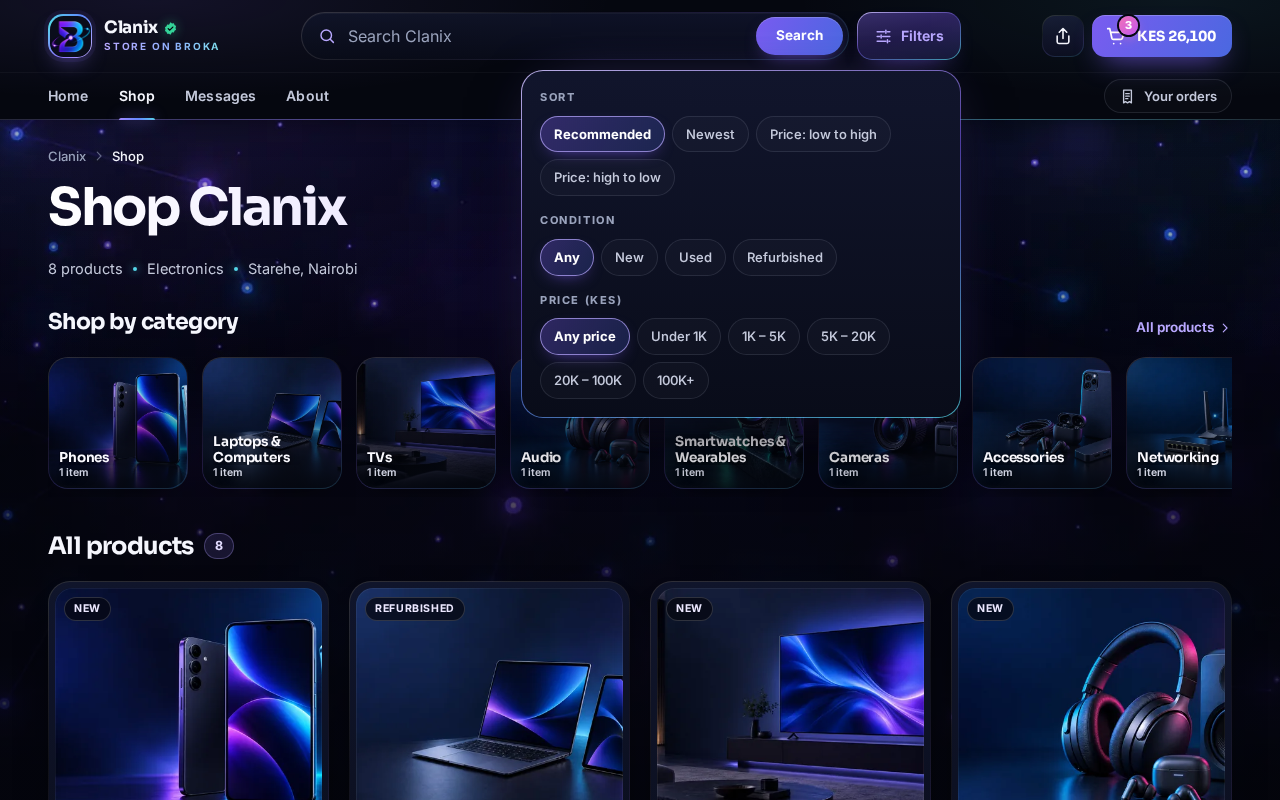 Clanix
STORE ON BROKA
Search Clanix
Search
Filters
3
KES 26,100
Home
Shop
Messages
About
Your orders
SORT
Recommended
Newest
Price: low to high
Price: high to low
CONDITION
Any
New
Used
Refurbished
PRICE (KES)
Any price
Under 1K
1K – 5K
5K – 20K
20K – 100K
100K+
Clanix
Shop
Shop Clanix
8 products • Electronics • Starehe, Nairobi
Shop by category
All products
Phones
1 item
Laptops &
Computers
1 item
TVs
1 item
Audio
1 item
Smartwatches &
Wearables
1 item
Cameras
1 item
Accessories
1 item
Networking
1 item
All products
8
NEW
REFURBISHED
NEW
NEW